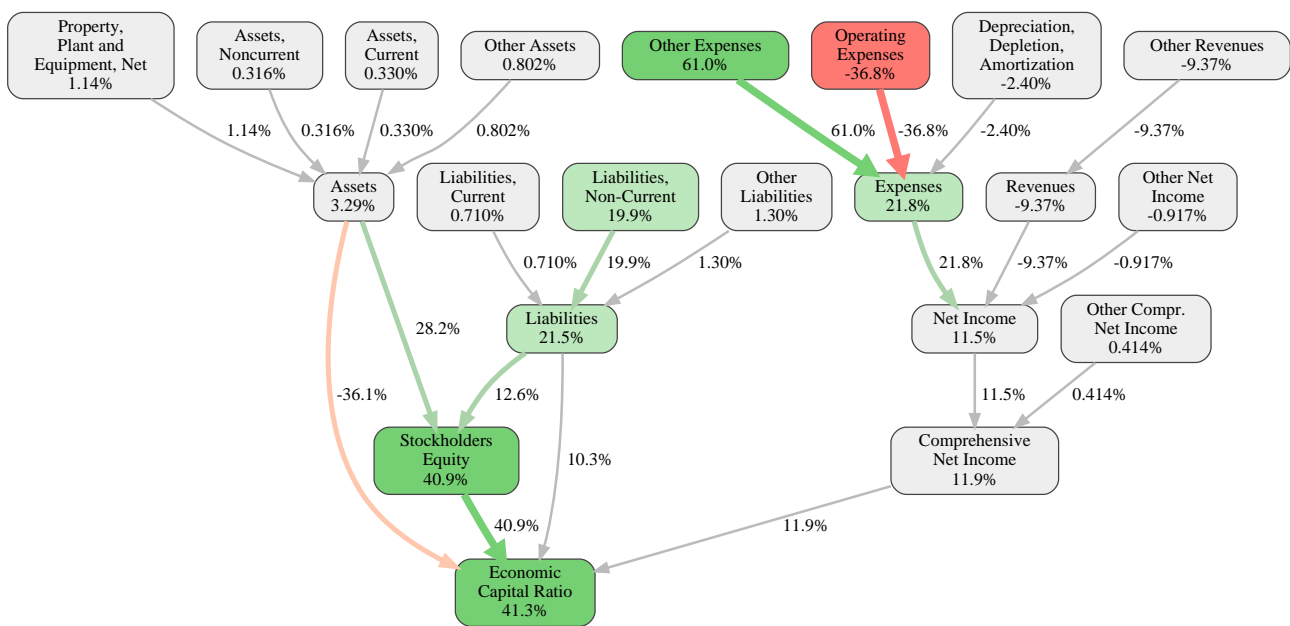 Property,
Plant and
Equipment, Net
1.14%
Assets,
Noncurrent
0.316%
Assets,
Current
0.330%
Other Assets
0.802%
Other Expenses
61.0%
Operating
Expenses
-36.8%
Depreciation,
Depletion,
Amortization
-2.40%
Other Revenues
-9.37%
1.14%
0.316%
0.330%
0.802%
61.0%
-36.8%
-2.40%
-9.37%
Assets
3.29%
Liabilities,
Current
0.710%
Liabilities,
Non-Current
19.9%
Other
Liabilities
1.30%
Expenses
21.8%
Revenues
-9.37%
Other Net
Income
-0.917%
0.710%
19.9%
1.30%
21.8%
-9.37%
-0.917%
Liabilities
21.5%
Net Income
11.5%
Other Compr.
Net Income
0.414%
28.2%
-36.1%
12.6%
11.5%
0.414%
Stockholders
Equity
40.9%
10.3%
Comprehensive
Net Income
11.9%
40.9%
11.9%
Economic
Capital Ratio
41.3%